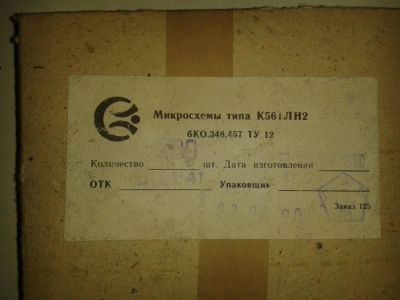 Микросхемы типа К561ЛН2
бКО.348.457 ТУ 12
Количество шт. Дата изготовления
ОТК Упаковщик
Заказ 125